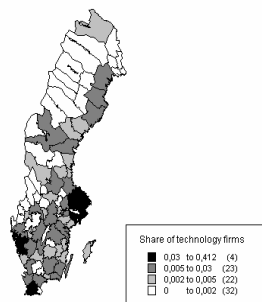 Share of technology firms
0,03 to 0,412 (4)
0,005 to 0,03 (23)
0,002 to 0,005 (22)
0 to 0,002 (32)